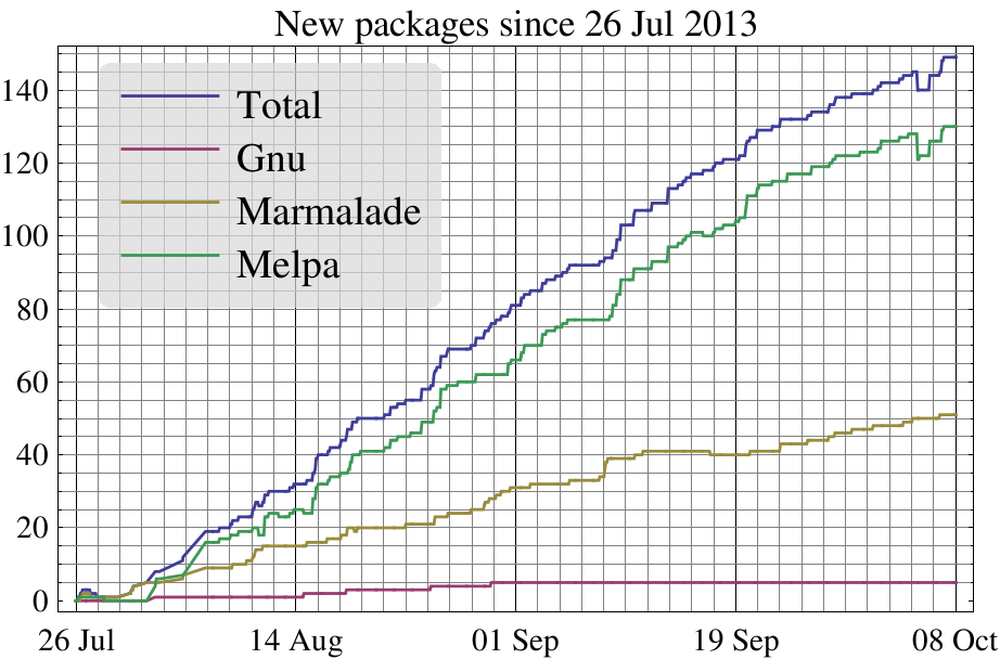 New packages since 26 Jul 2013
140
120
100
80
60
40
20
0
Total
Gnu
Marmalade
Melpa
26 Jul 14 Aug 01 Sep 19 Sep 08 Oct